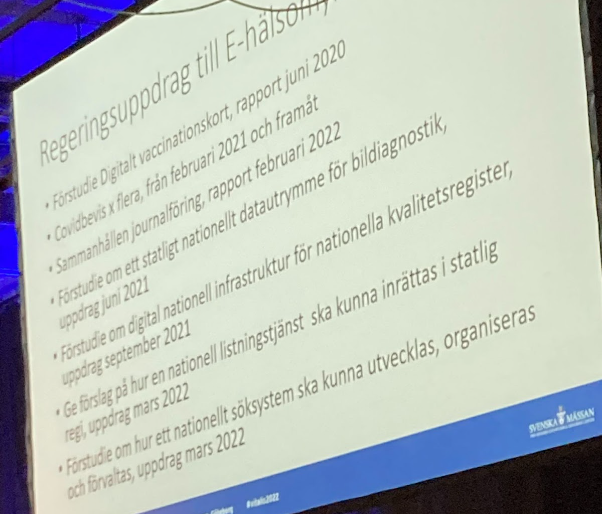 Regeringsuppdrag till E-hälsomy
• Förstudie Digitalt vaccinationskort, rapport juni 2020
• Covidbevis x flera, från februari 2021 och framåt
• Sammanhållen journalföring, rapport februari 2022
• Förstudie om ett statligt nationellt datautrymme för bildiagnostik,
uppdrag juni 2021
• Förstudie om digital nationell infrastruktur för nationella kvalitetsregister,
uppdrag september 2021
• Ge förslag på hur en nationell listningstjänst ska kunna inrättas i statlig
regi, uppdrag mars 2022
• Förstudie om hur ett nationellt söksystem ska kunna utvecklas, organiseras
och förvaltas, uppdrag mars 2022
SVENSKA MÄSSAN
Göteborg #vitalis2022